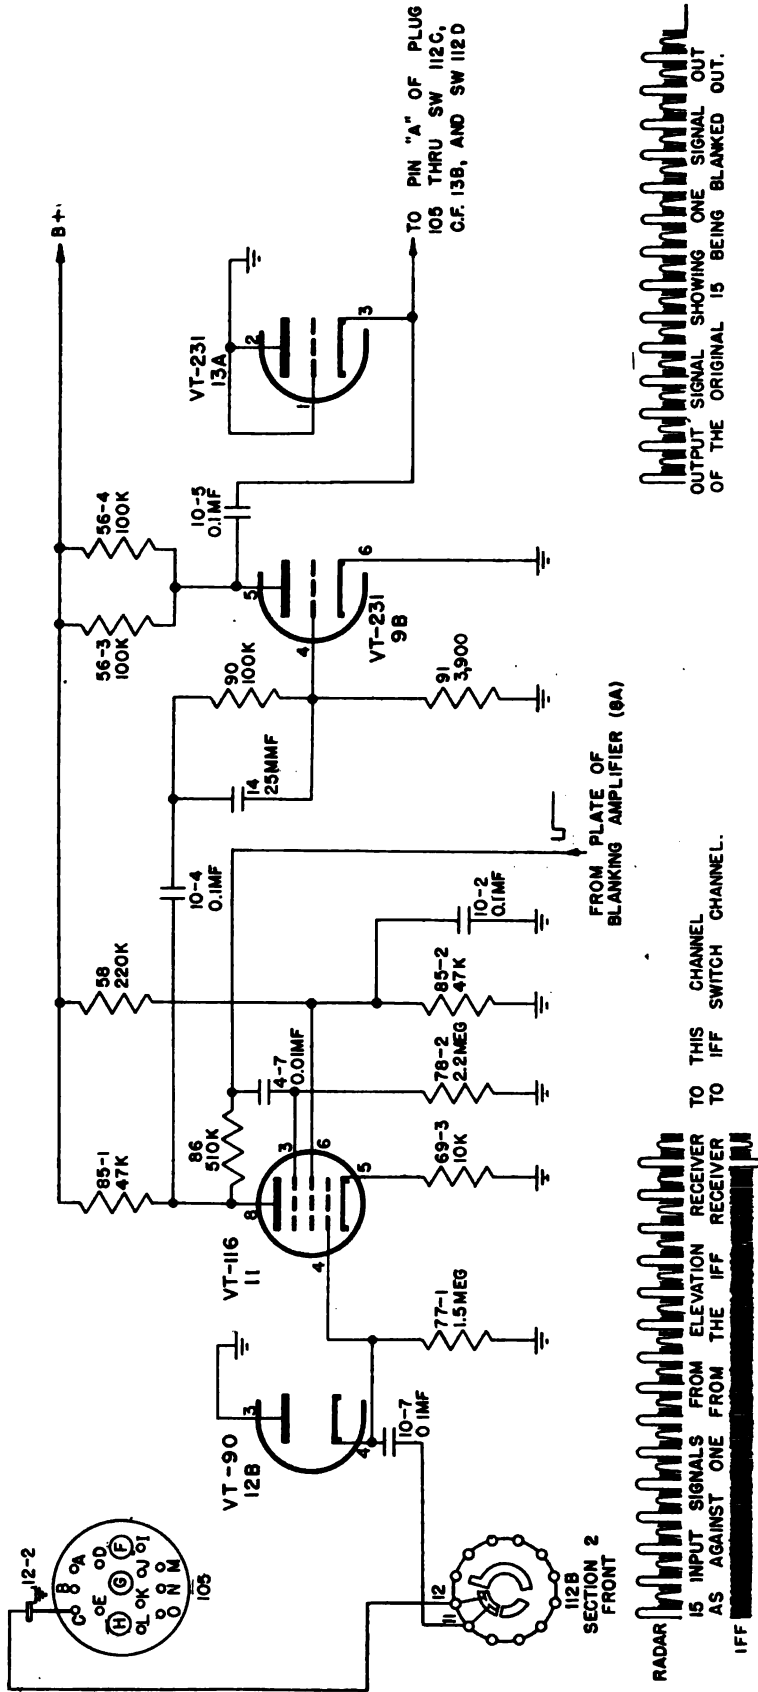 B+
12-2
A
B
C
D
E
F
G
H
I
J
K
L
M
N
O
105
VT-90
12B
3
4
10-7
0.1MF
77-1
1.5MEG
12
11
112B
SECTION 2
FRONT
85-1
47K
VT-116
11
8
3
6
5
4
86
510K
4-7
0.01MF
69-3
10K
78-2
2.2MEG
58
220K
85-2
47K
10-2
0.1MF
10-4
0.1MF
FROM PLATE OF
BLANKING AMPLIFIER (8A)
14
25MMF
90
100K
91
3,900
56-3
100K
56-4
100K
VT-231
9B
5
4
6
10-5
0.1MF
VT-231
13A
2
1
3
TO PIN "A" OF PLUG
105 THRU SW 112C,
C.F. 13B, AND SW 112D
RADAR
15 INPUT SIGNALS FROM ELEVATION RECEIVER TO THIS CHANNEL
AS AGAINST ONE FROM THE IFF RECEIVER TO IFF SWITCH CHANNEL.
IFF
OUTPUT SIGNAL SHOWING ONE SIGNAL OUT
OF THE ORIGINAL 15 BEING BLANKED OUT.